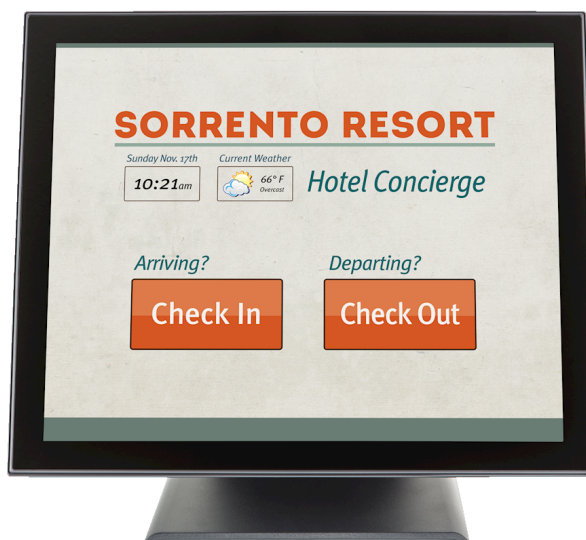 SORRENTO RESORT
Sunday Nov. 17th
Current Weather
10:21am
66° F
Overcast
Hotel Concierge
Arriving?
Departing?
Check In
Check Out